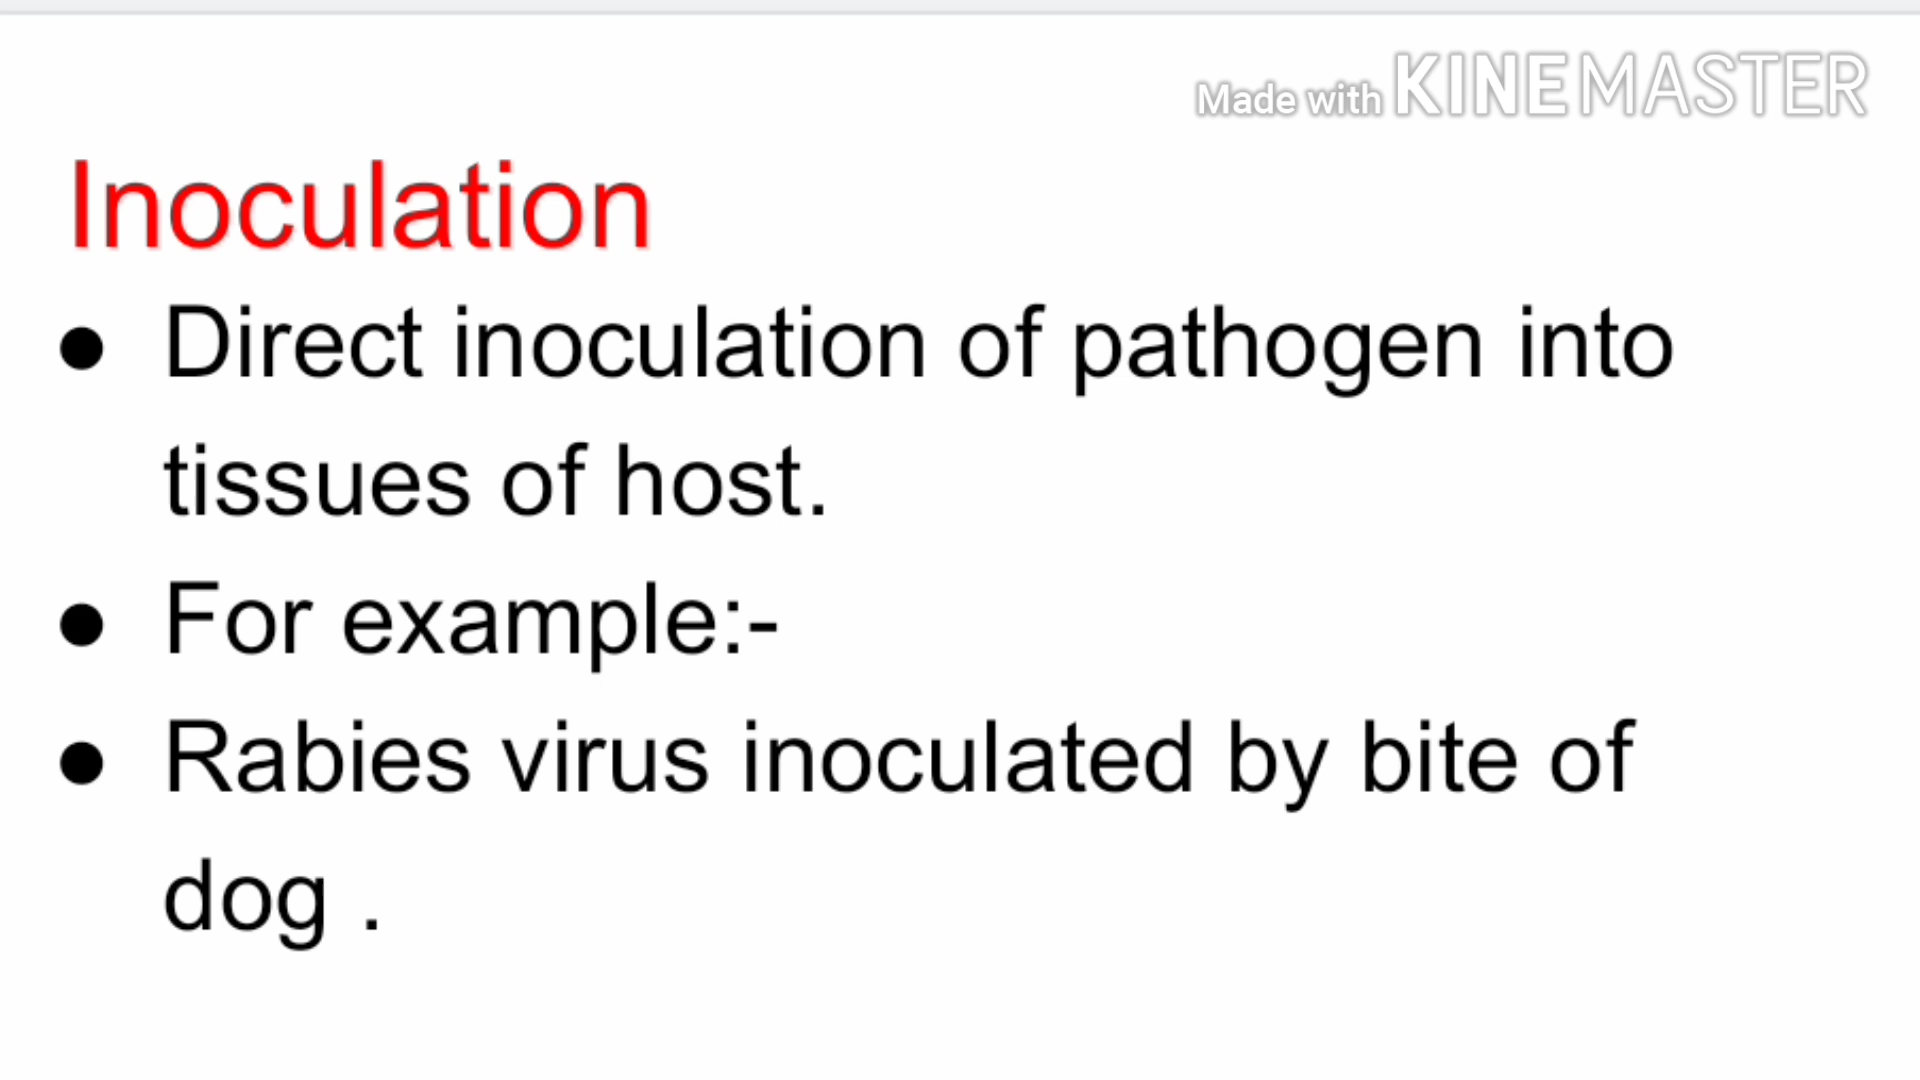 Made with KINEMASTER
Inoculation
● Direct inoculation of pathogen into
tissues of host.
● For example:-
● Rabies virus inoculated by bite of
dog .